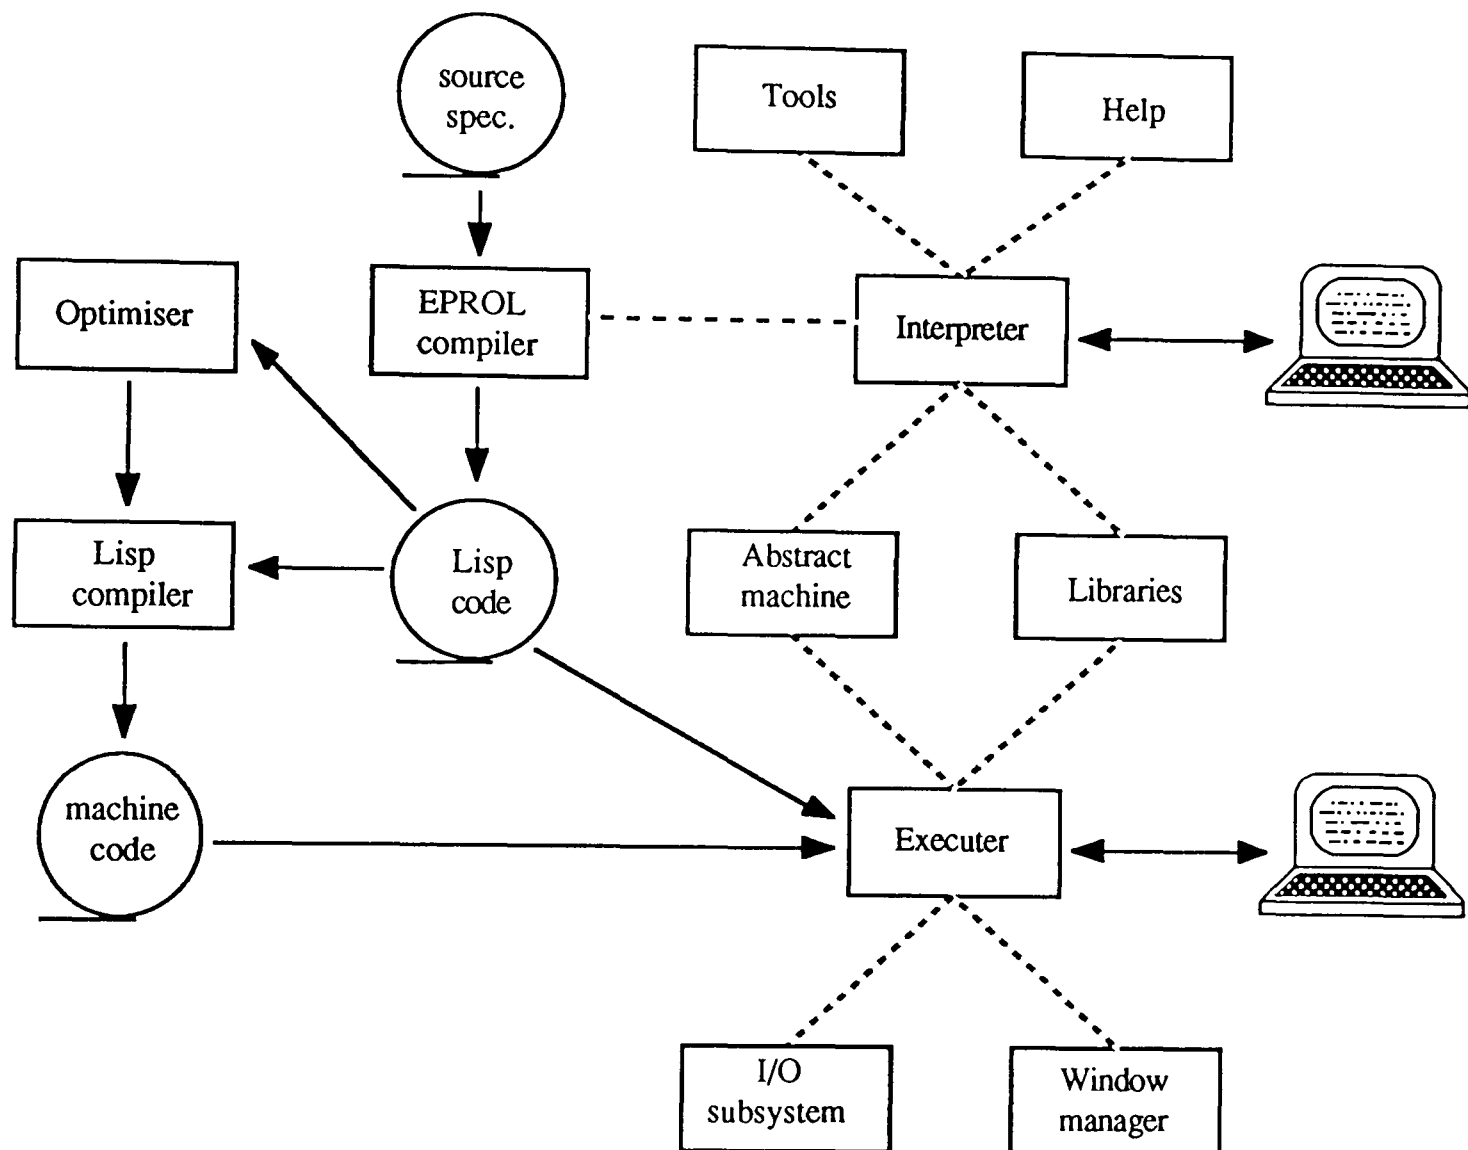 source
spec.
Tools
Help
Optimiser
EPROL
compiler
Interpreter
Lisp
compiler
Lisp
code
Abstract
machine
Libraries
machine
code
Executer
I/O
subsystem
Window
manager